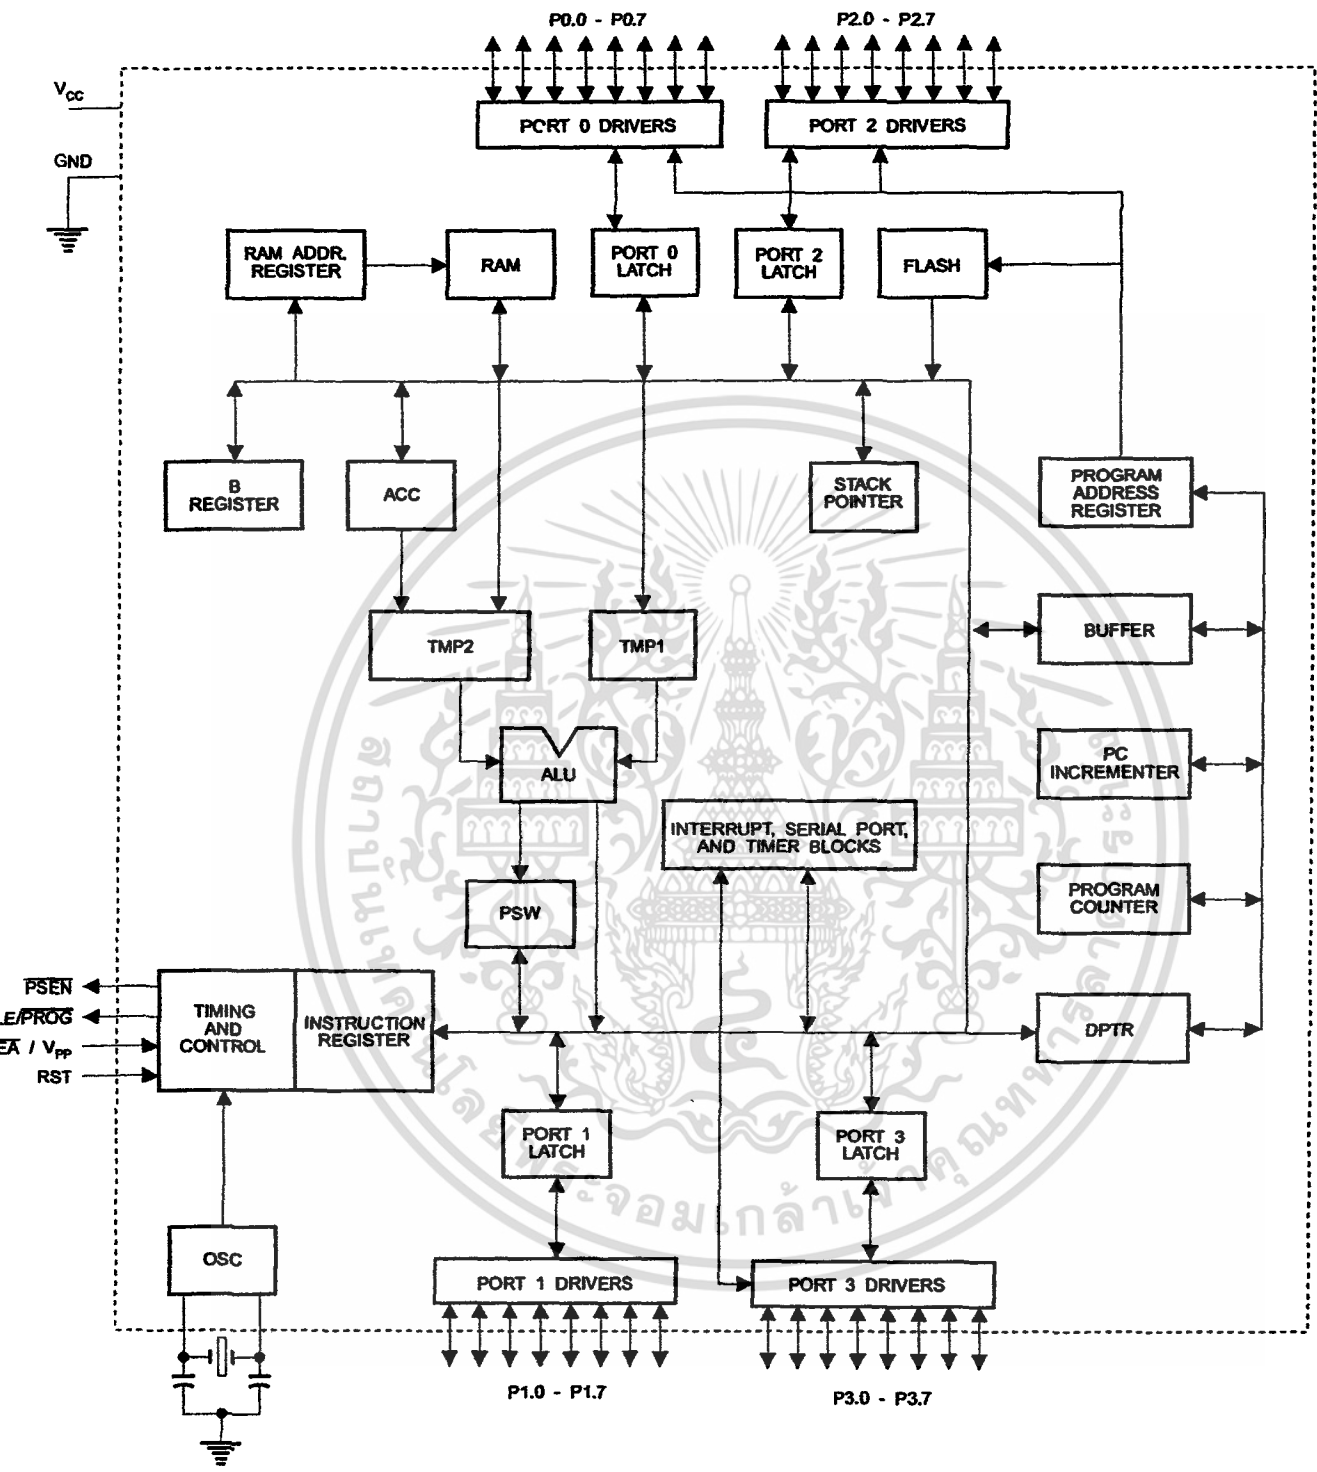 P0.0 - P0.7
P2.0 - P2.7
VCC
GND
PORT 0 DRIVERS
PORT 2 DRIVERS
RAM ADDR.
REGISTER
RAM
PORT 0
LATCH
PORT 2
LATCH
FLASH
B
REGISTER
ACC
STACK
POINTER
PROGRAM
ADDRESS
REGISTER
TMP2
TMP1
BUFFER
ALU
PC
INCREMENTER
INTERRUPT, SERIAL PORT,
AND TIMER BLOCKS
PSW
PROGRAM
COUNTER
PSEN
LE/PROG
EA / VPP
RST
TIMING
AND
CONTROL
INSTRUCTION
REGISTER
DPTR
PORT 1
LATCH
PORT 3
LATCH
OSC
PORT 1 DRIVERS
PORT 3 DRIVERS
P1.0 - P1.7
P3.0 - P3.7